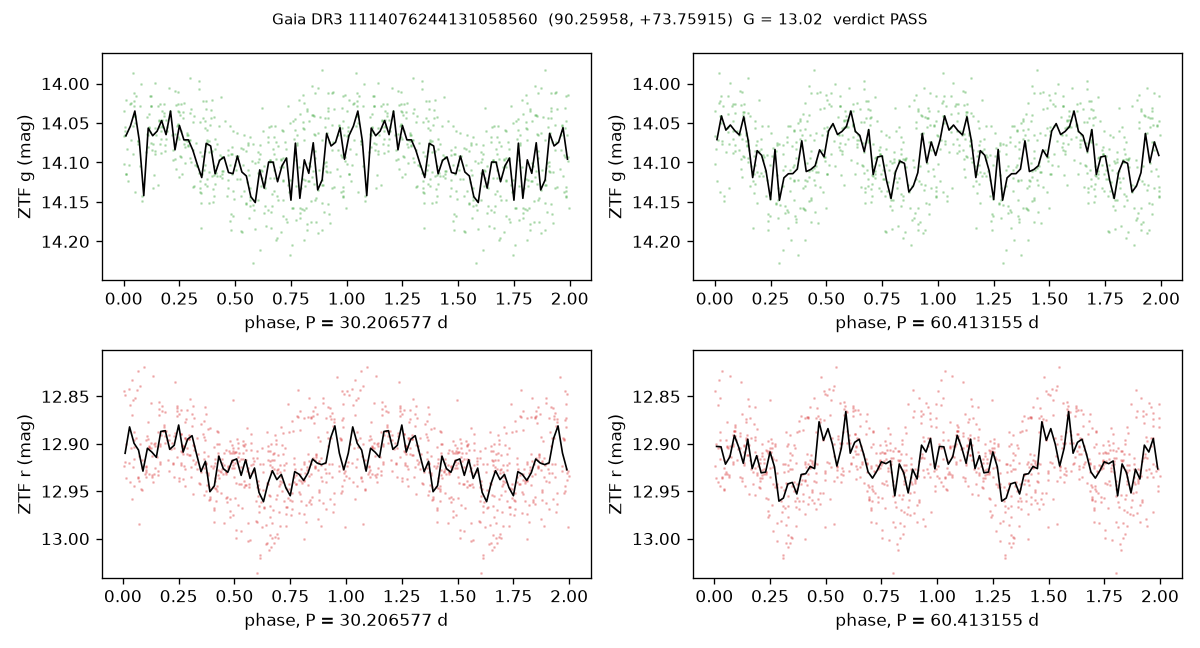 Gaia DR3 1114076244131058560  (90.25958, +73.75915)  G = 13.02  verdict PASS
ZTF g (mag)
14.00
14.05
14.10
14.15
14.20
0.00 0.25 0.50 0.75 1.00 1.25 1.50 1.75 2.00
phase, P = 30.206577 d
ZTF g (mag)
14.00
14.05
14.10
14.15
14.20
0.00 0.25 0.50 0.75 1.00 1.25 1.50 1.75 2.00
phase, P = 60.413155 d
ZTF r (mag)
12.85
12.90
12.95
13.00
0.00 0.25 0.50 0.75 1.00 1.25 1.50 1.75 2.00
phase, P = 30.206577 d
ZTF r (mag)
12.85
12.90
12.95
13.00
0.00 0.25 0.50 0.75 1.00 1.25 1.50 1.75 2.00
phase, P = 60.413155 d